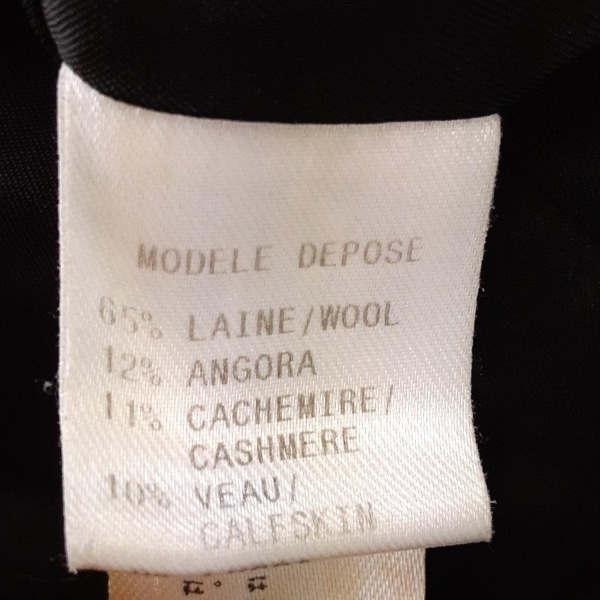 MODELE DEPOSE
65% LAINE/WOOL
12% ANGORA
11% CACHEMIRE/
CASHMERE
10% VEAU/
CALFSKIN